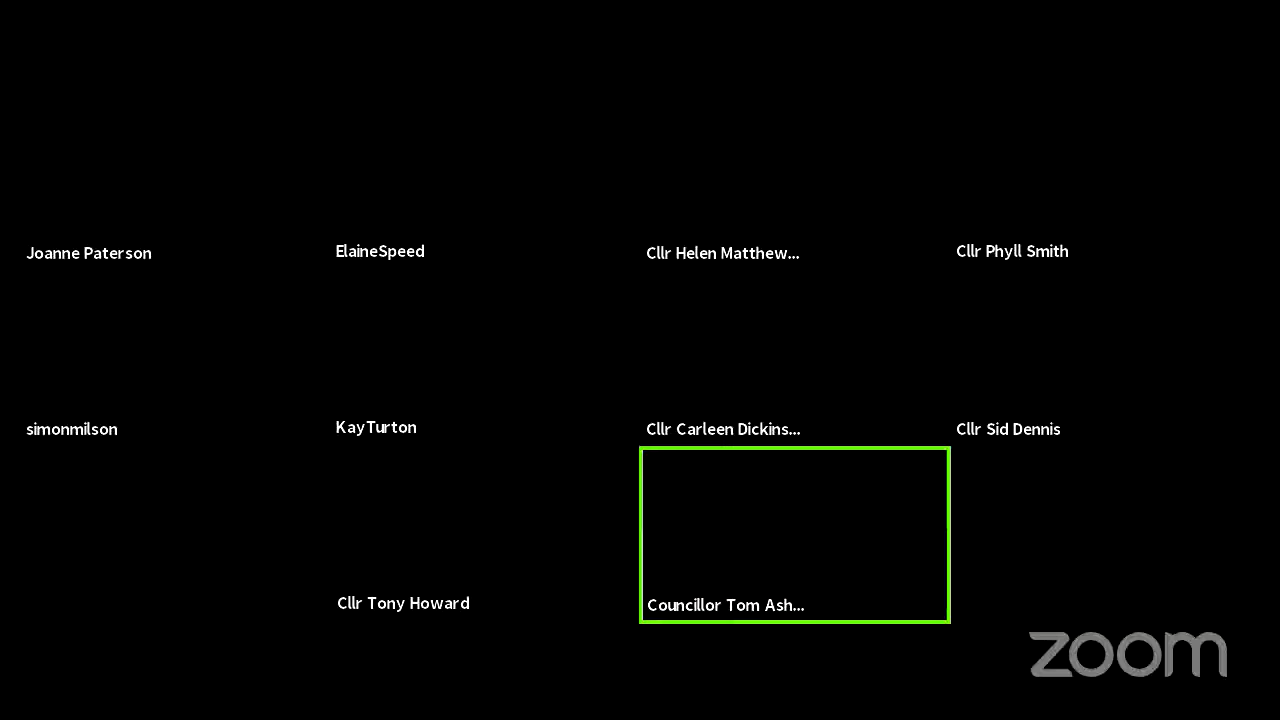 Joanne Paterson
ElaineSpeed
Cllr Helen Matthew...
Cllr Phyll Smith
simonmilson
KayTurton
Cllr Carleen Dickins...
Cllr Sid Dennis
Cllr Tony Howard
Councillor Tom Ash...
zoom